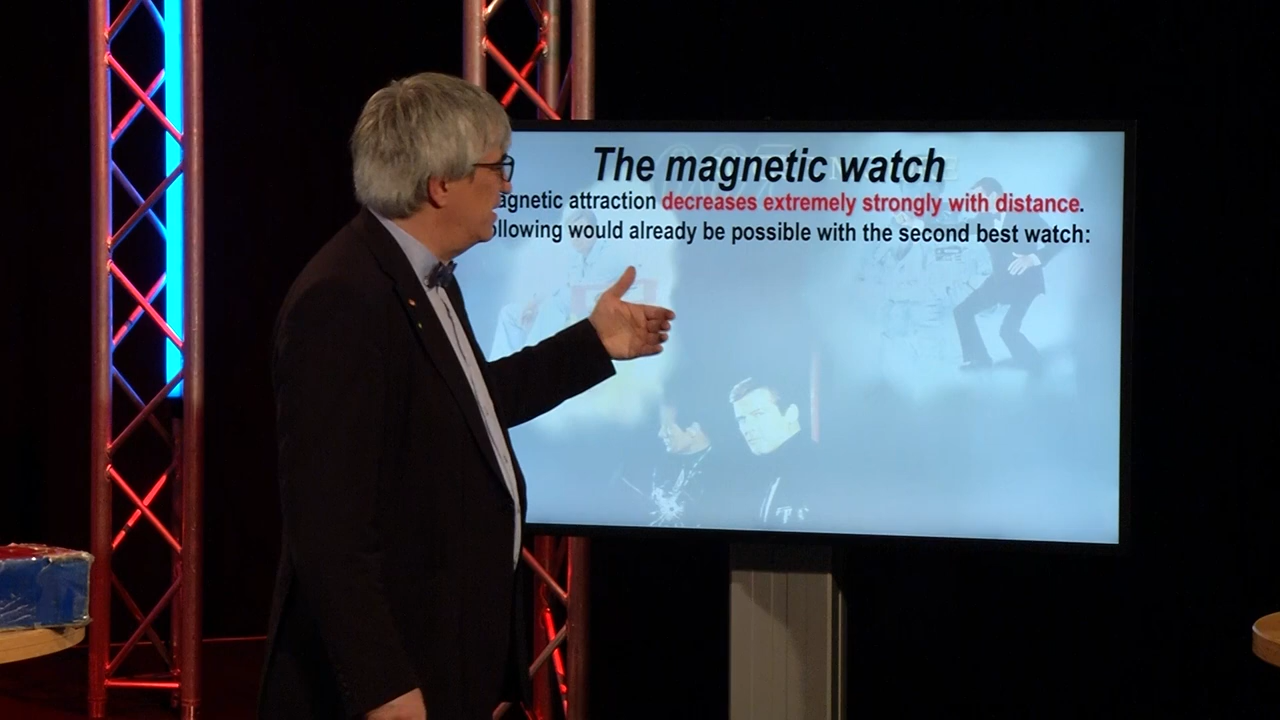 The magnetic watch
agnetic attraction decreases extremely strongly with distance.
ollowing would already be possible with the second best watch: